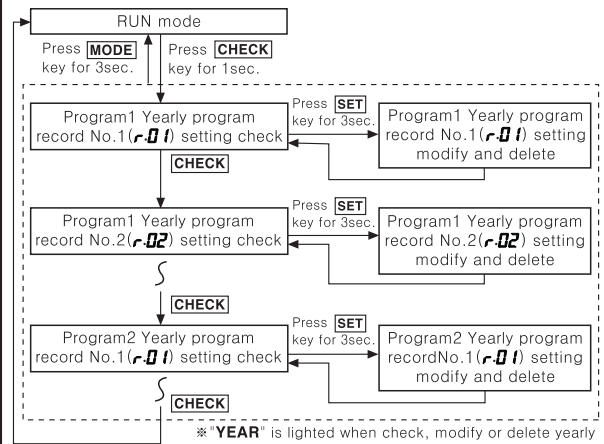 RUN mode
Press MODE
key for 3sec.
Press CHECK
key for 1sec.
Program1 Yearly program
record No.1(r.01) setting check
Press SET
key for 3sec.
Program1 Yearly program
record No.1(r.01) setting
modify and delete
CHECK
Program1 Yearly program
record No.2(r.02) setting check
Press SET
key for 3sec.
Program1 Yearly program
record No.2(r.02) setting
modify and delete
CHECK
Program2 Yearly program
record No.1(r.01) setting check
Press SET
key for 3sec.
Program2 Yearly program
recordNo.1(r.01) setting
modify and delete
CHECK
※"YEAR" is lighted when check, modify or delete yearly